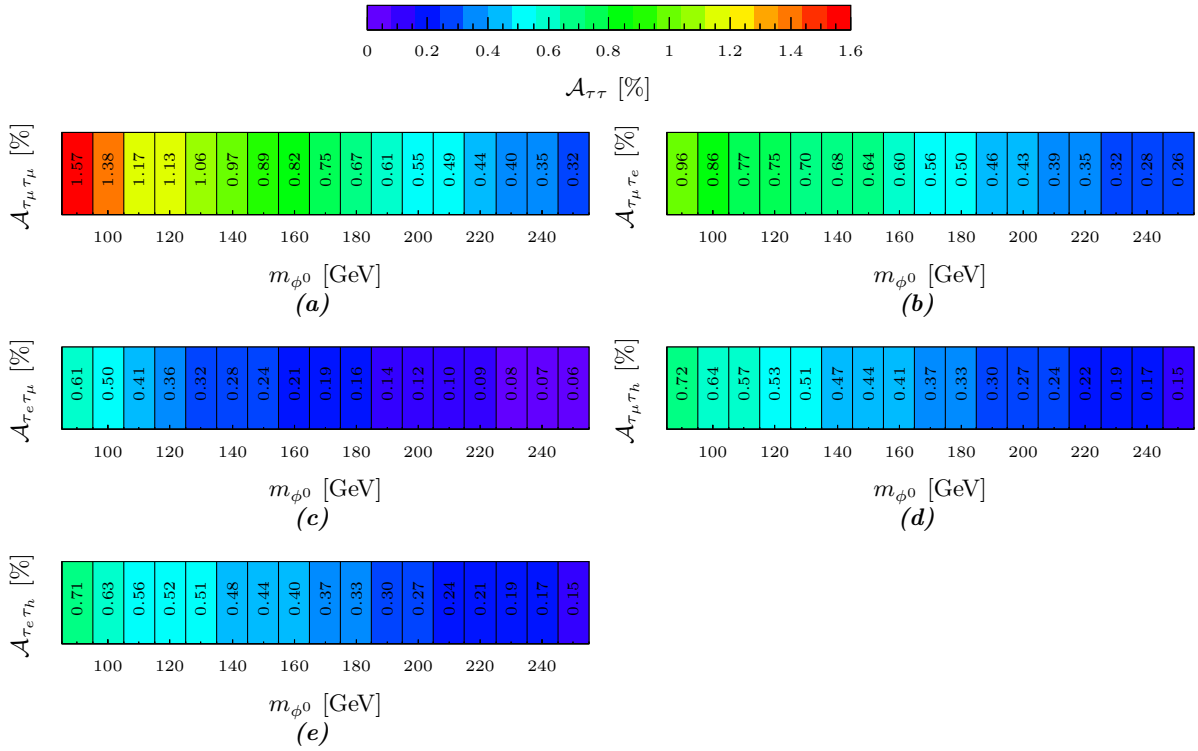 0 0.2 0.4 0.6 0.8 1 1.2 1.4 1.6
𝒜ττ [%]
𝒜τμτμ [%]
1.57 1.38 1.17 1.13 1.06 0.97 0.89 0.82 0.75 0.67 0.61 0.55 0.49 0.44 0.40 0.35 0.32
100 120 140 160 180 200 220 240
mϕ0 [GeV]
(a)
𝒜τμτe [%]
0.96 0.86 0.77 0.75 0.70 0.68 0.64 0.60 0.56 0.50 0.46 0.43 0.39 0.35 0.32 0.28 0.26
100 120 140 160 180 200 220 240
mϕ0 [GeV]
(b)
𝒜τeτμ [%]
0.61 0.50 0.41 0.36 0.32 0.28 0.24 0.21 0.19 0.16 0.14 0.12 0.10 0.09 0.08 0.07 0.06
100 120 140 160 180 200 220 240
mϕ0 [GeV]
(c)
𝒜τμτh [%]
0.72 0.64 0.57 0.53 0.51 0.47 0.44 0.41 0.37 0.33 0.30 0.27 0.24 0.22 0.19 0.17 0.15
100 120 140 160 180 200 220 240
mϕ0 [GeV]
(d)
𝒜τeτh [%]
0.71 0.63 0.56 0.52 0.51 0.48 0.44 0.40 0.37 0.33 0.30 0.27 0.24 0.21 0.19 0.17 0.15
100 120 140 160 180 200 220 240
mϕ0 [GeV]
(e)